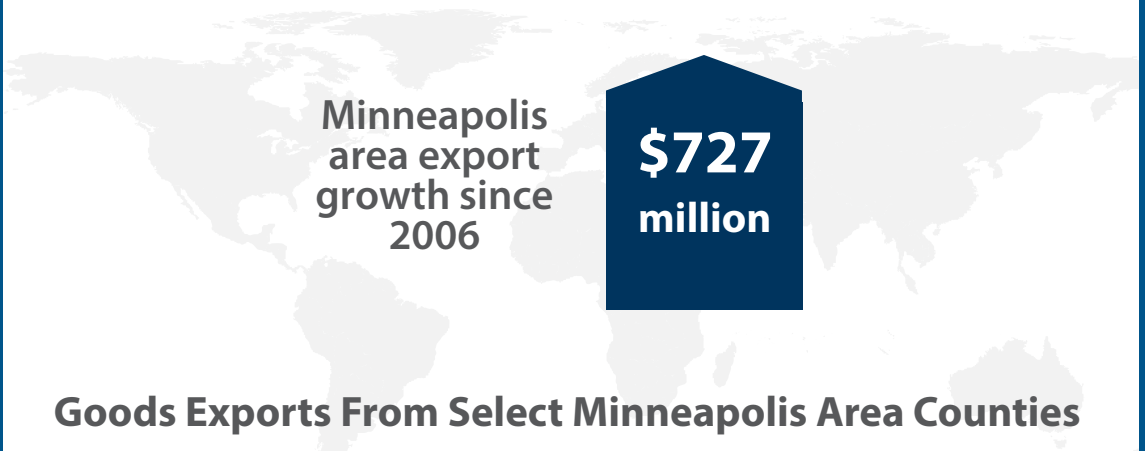 Minneapolis
area export
growth since
2006
$727
million
Goods Exports From Select Minneapolis Area Counties